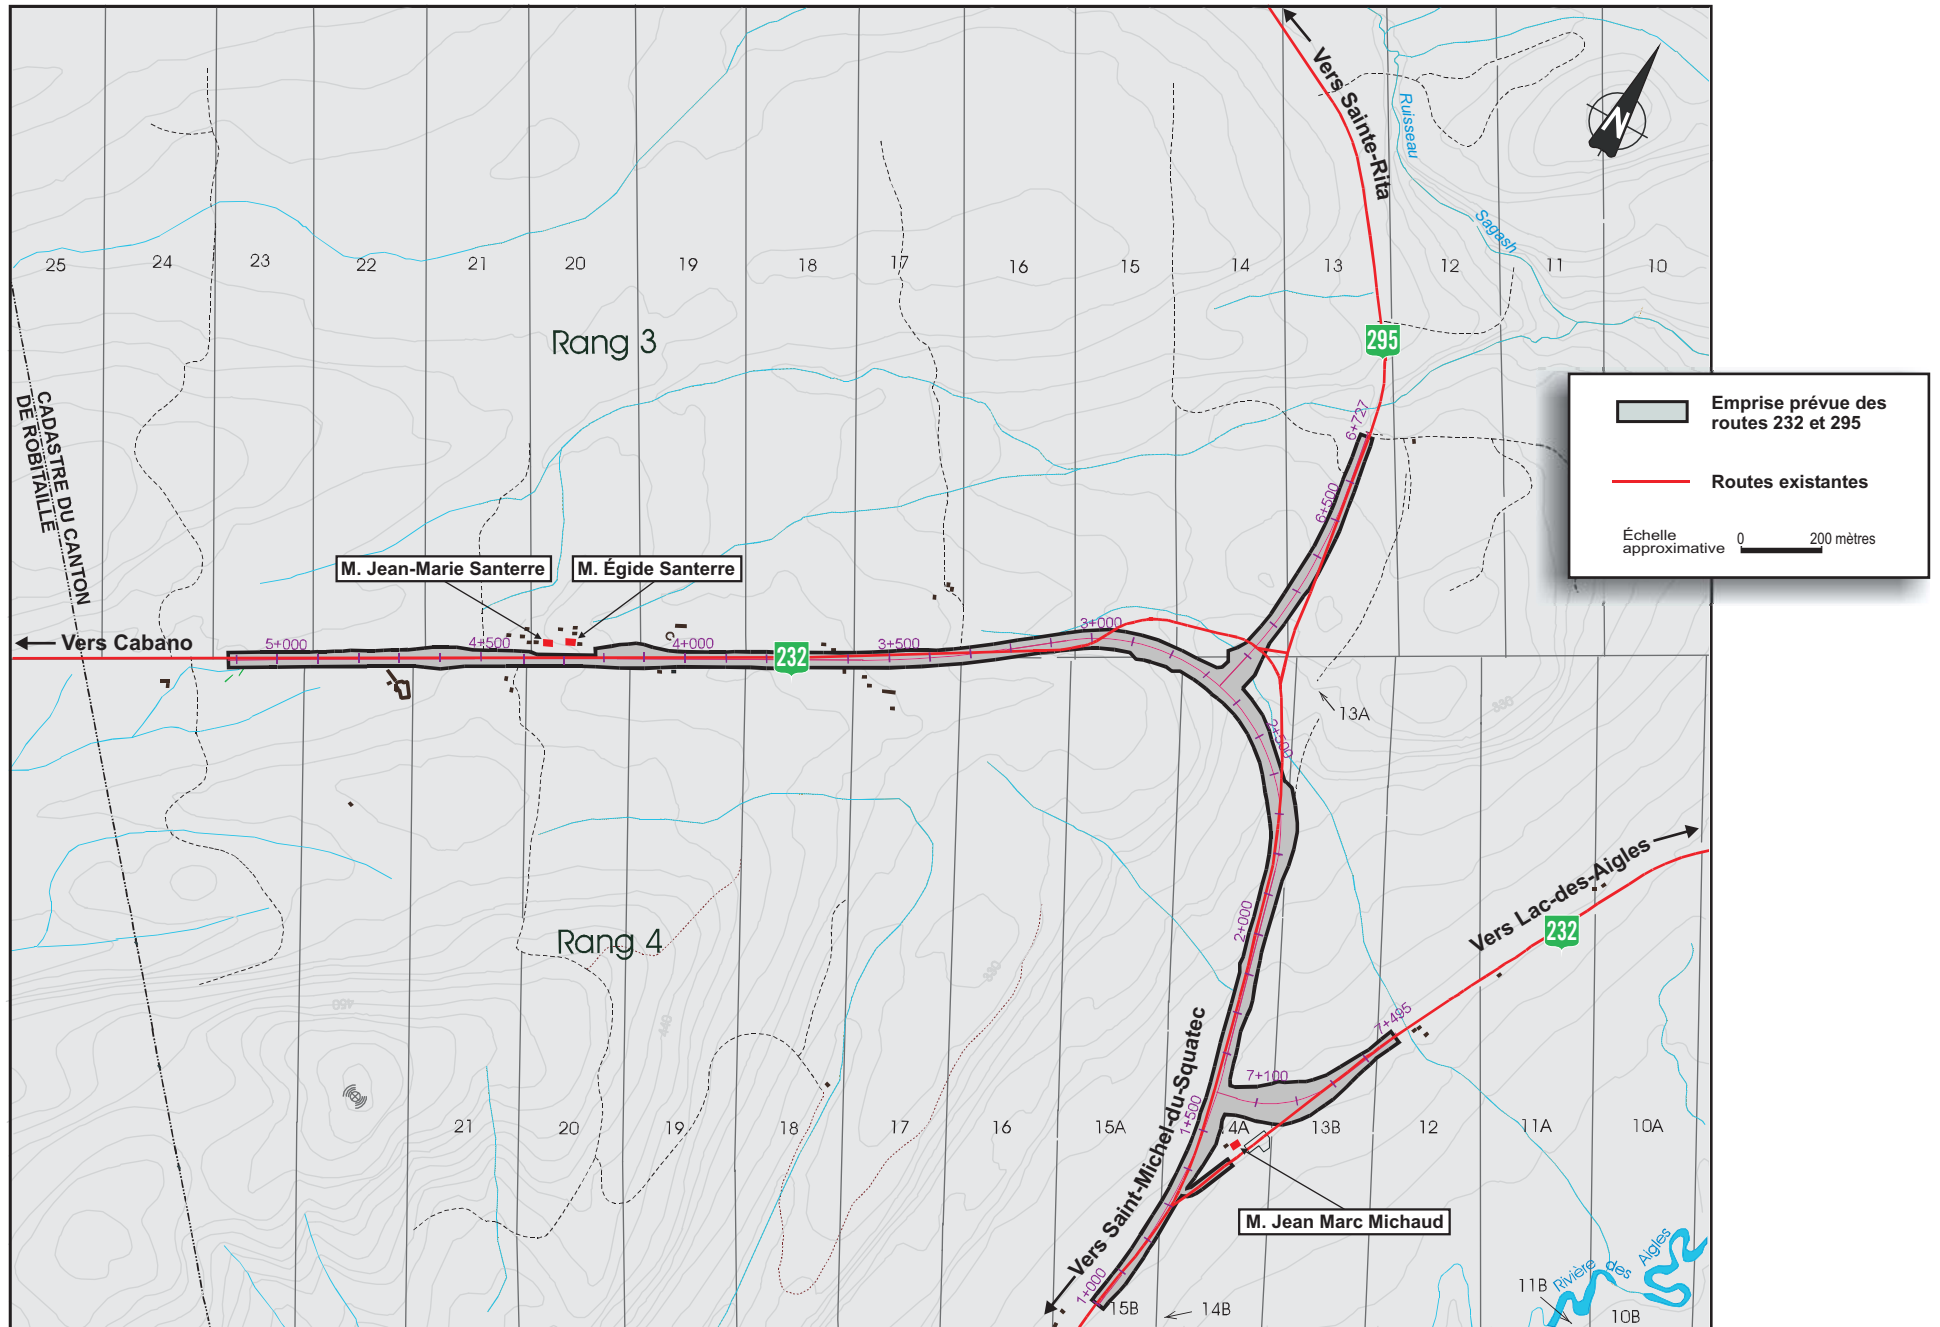 Vers Sainte-Rita
Ruisseau
Sagash
N
25 24 23 22 21 20 19 18 17 16 15 14 13 12 11 10
Rang 3
295
CADASTRE DU CANTON
DE ROBITAILLE
Emprise prévue des
routes 232 et 295
Routes existantes
Échelle
approximative
0 200 mètres
6+727
6+500
M. Jean-Marie Santerre
M. Égide Santerre
Vers Cabano
5+000
4+500
4+000
232
3+500
3+000
2+500
13A
330
Vers Lac-des-Aigles
232
2+000
Rang 4
330
450
440
Vers Saint-Michel-du-Squatec
7+495
7+100
1+500
21 20 19 18 17 16 15A 14A 13B 12 11A 10A
M. Jean Marc Michaud
1+000
15B
14B
11B
Rivière des Aigles
10B